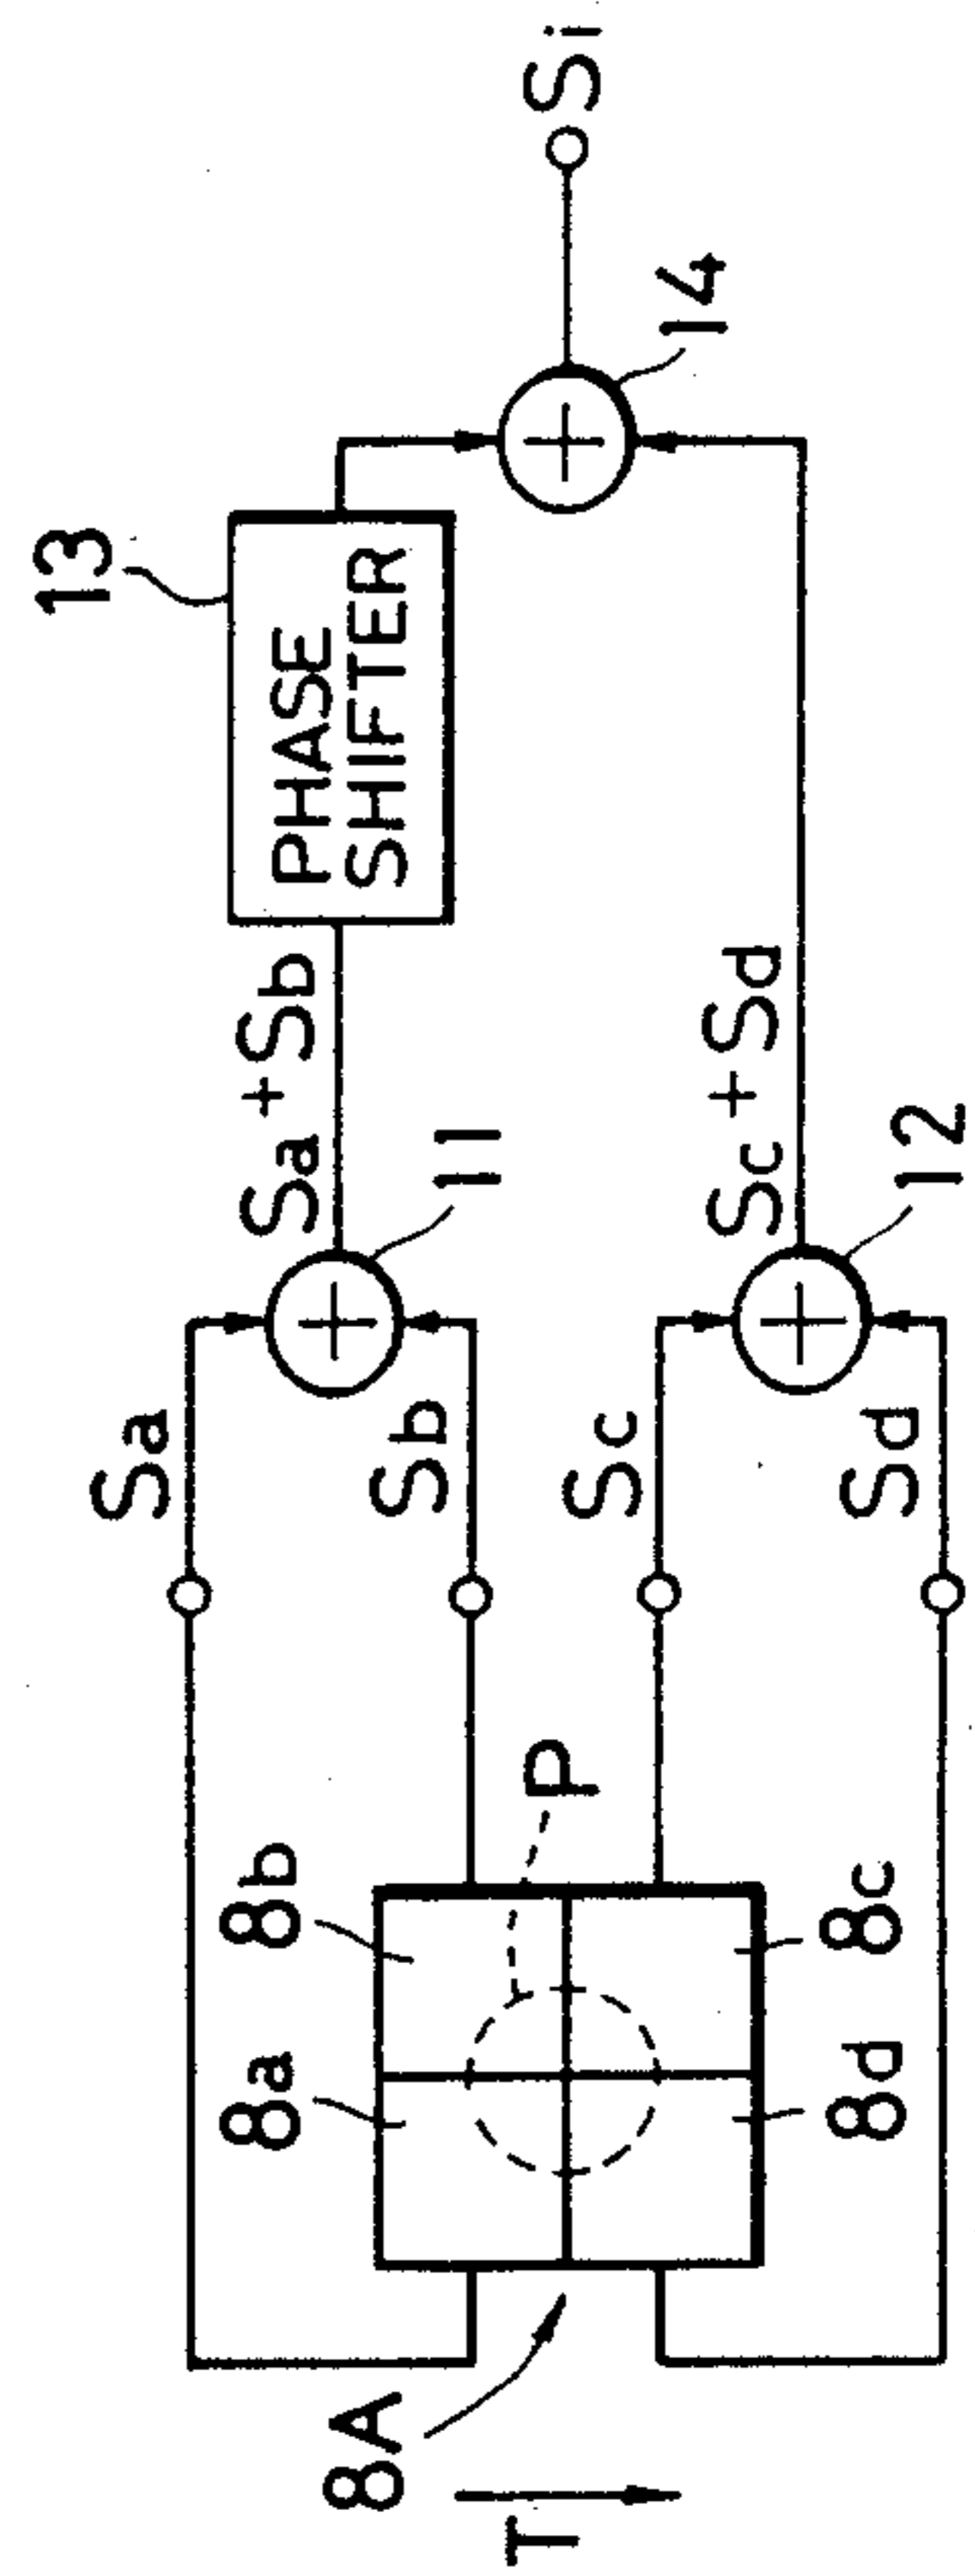 8A
T
8a
8b
8c
8d
P
Sa
Sb
Sc
Sd
11
12
Sa + Sb
Sc + Sd
13
PHASE
SHIFTER
14
Si